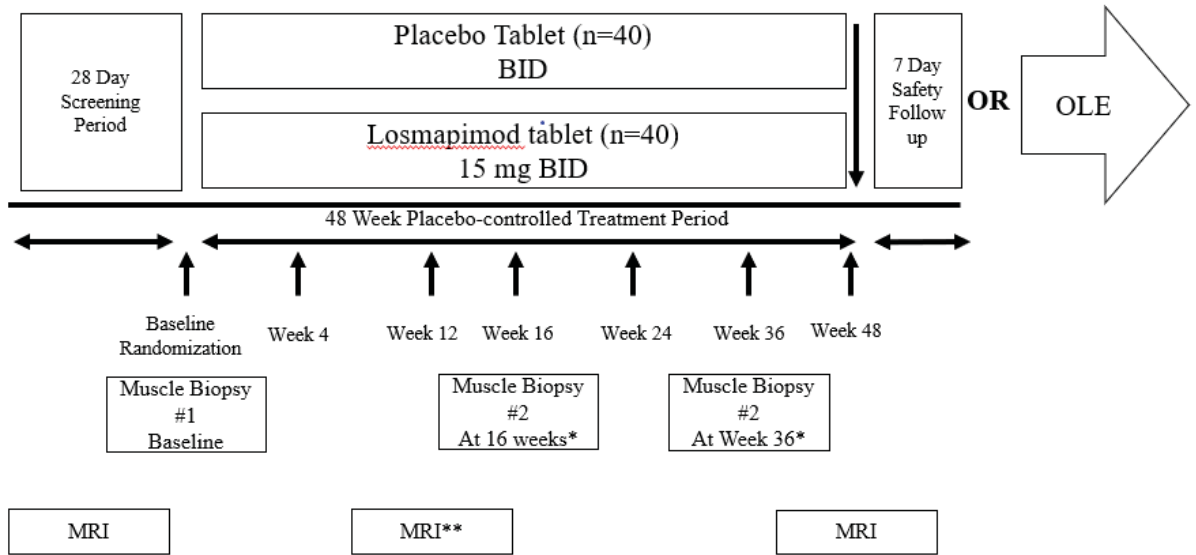 28 Day
Screening
Period
Placebo Tablet (n=40)
BID
Losmapimod tablet (n=40)
15 mg BID
7 Day
Safety
Follow
up
OR
OLE
48 Week Placebo-controlled Treatment Period
Baseline
Randomization
Week 4
Week 12
Week 16
Week 24
Week 36
Week 48
Muscle Biopsy
#1
Baseline
Muscle Biopsy
#2
At 16 weeks*
Muscle Biopsy
#2
At Week 36*
MRI
MRI**
MRI